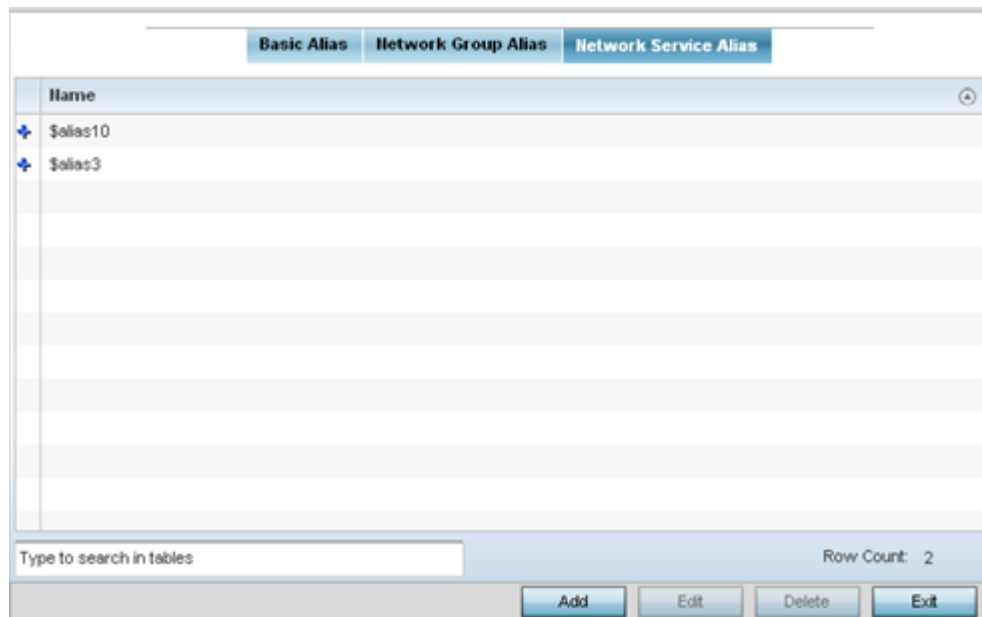 Basic Alias Network Group Alias Network Service Alias
Name
$alias10
$alias3
Type to search in tables Row Count: 2
Add Edit Delete Exit